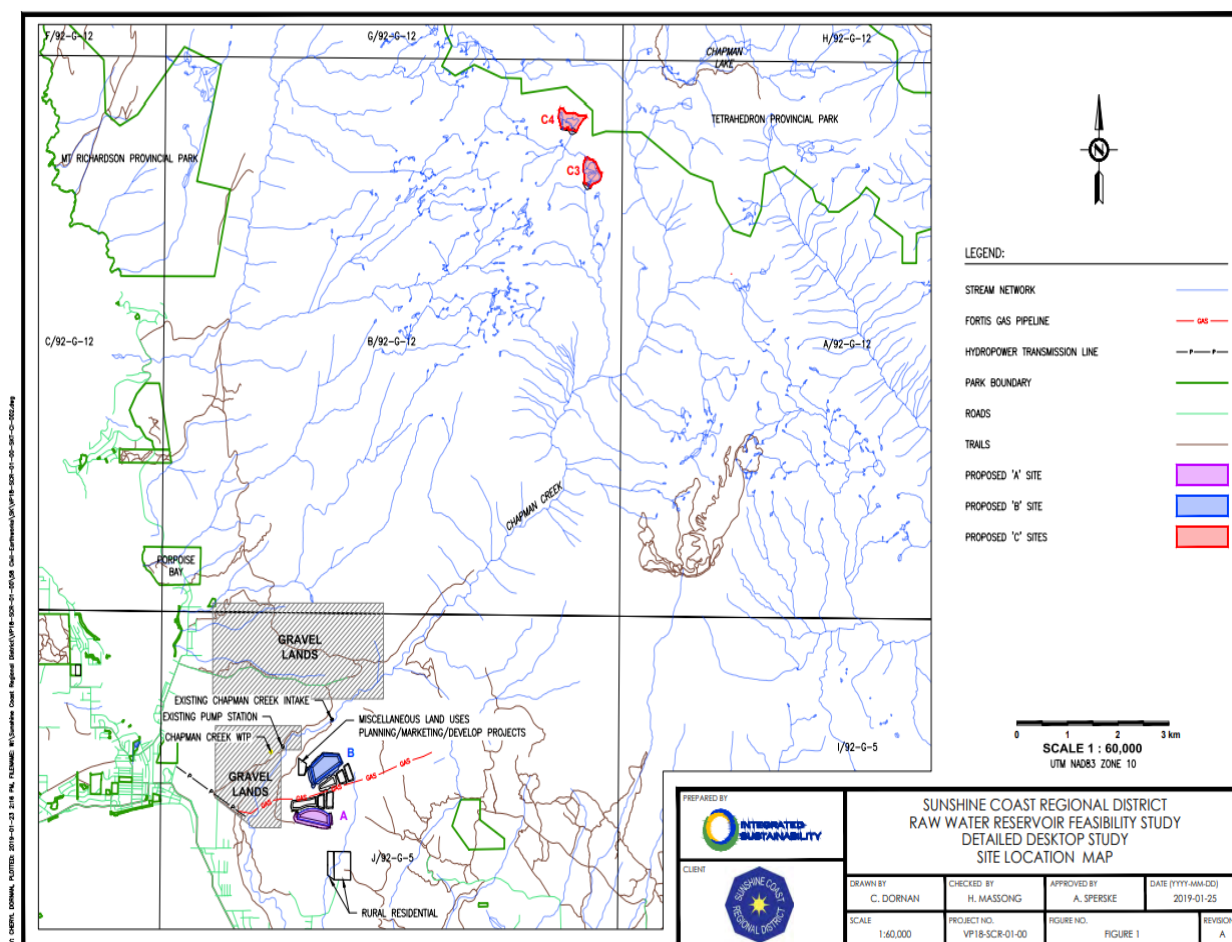 F/92-G-12
G/92-G-12
H/92-G-12
CHAPMAN
LAKE
C4
TETRAHEDRON PROVINCIAL PARK
MT RICHARDSON PROVINCIAL PARK
C3
N
LEGEND:
STREAM NETWORK
FORTIS GAS PIPELINE
GAS
HYDROPOWER TRANSMISSION LINE
P P
PARK BOUNDARY
ROADS
TRAILS
PROPOSED 'A' SITE
PROPOSED 'B' SITE
PROPOSED 'C' SITES
C/92-G-12
B/92-G-12
A/92-G-12
CHAPMAN CREEK
PORPOISE
BAY
GRAVEL
LANDS
EXISTING CHAPMAN CREEK INTAKE
EXISTING PUMP STATION
CHAPMAN CREEK WTP
MISCELLANEOUS LAND USES
PLANNING/MARKETING/DEVELOP PROJECTS
B
GAS GAS GAS GAS GAS
P P P
GRAVEL
LANDS
A
I/92-G-5
J/92-G-5
RURAL RESIDENTIAL
0 1 2 3 km
SCALE 1 : 60,000
UTM NAD83 ZONE 10
PREPARED BY
INTEGRATED
SUSTAINABILITY
CLIENT
SUNSHINE COAST
REGIONAL DISTRICT
SUNSHINE COAST REGIONAL DISTRICT
RAW WATER RESERVOIR FEASIBILITY STUDY
DETAILED DESKTOP STUDY
SITE LOCATION MAP
DRAWN BY
C. DORNAN
CHECKED BY
H. MASSONG
APPROVED BY
A. SPERSKE
DATE (YYYY-MM-DD)
2019-01-25
SCALE
1:60,000
PROJECT NO.
VP18-SCR-01-00
FIGURE NO.
FIGURE 1
REVISION
A